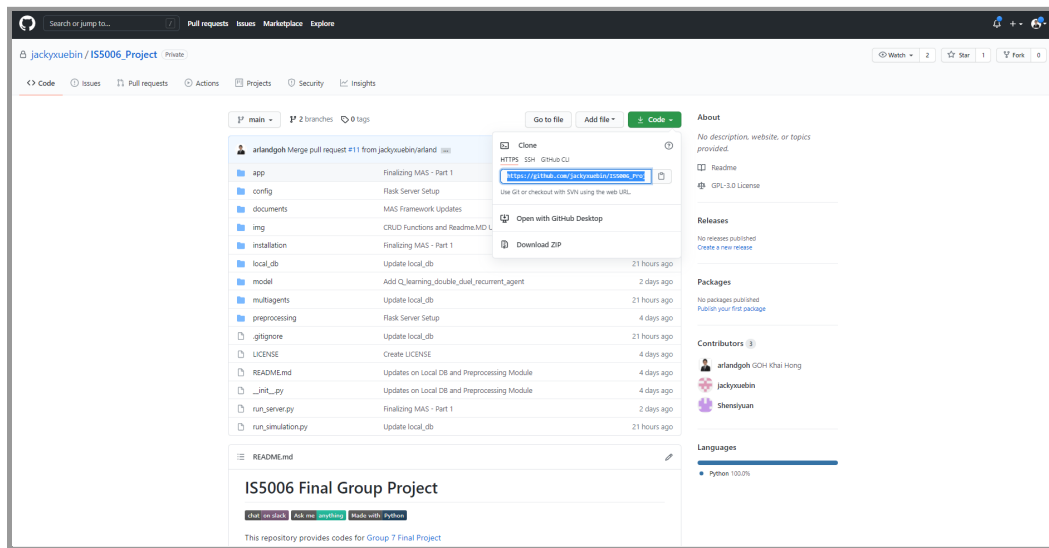 Search or jump to... / Pull requests Issues Marketplace Explore
jackyxuebin / IS5006_Project Private
Watch 2 Star 1 Fork 0
Code Issues Pull requests Actions Projects Security Insights
main 2 branches 0 tags Go to file Add file Code
arlandgoh Merge pull request #11 from jackyxuebin/arland
app Finalizing MAS - Part 1
config Flask Server Setup
documents MAS Framework Updates
img CRUD Functions and Readme.MD U
installation Finalizing MAS - Part 1
local_db Update local_db 21 hours ago
model Add Q_learning_double_duel_recurrent_agent 2 days ago
multiagents Update local_db 21 hours ago
preprocessing Flask Server Setup 4 days ago
.gitignore Update local_db 21 hours ago
LICENSE Create LICENSE 4 days ago
README.md Updates on Local DB and Preprocessing Module 4 days ago
__init__.py Updates on Local DB and Preprocessing Module 4 days ago
run_server.py Finalizing MAS - Part 1 2 days ago
run_simulation.py Update local_db 21 hours ago
Clone
HTTPS SSH GitHub CLI
https://github.com/jackyxuebin/IS5006_Proj
Use Git or checkout with SVN using the web URL.
Open with GitHub Desktop
Download ZIP
README.md
IS5006 Final Group Project
chat on slack Ask me anything Made with Python
This repository provides codes for Group 7 Final Project
About
No description, website, or topics
provided.
Readme
GPL-3.0 License
Releases
No releases published
Create a new release
Packages
No packages published
Publish your first package
Contributors 3
arlandgoh GOH Khai Hong
jackyxuebin
Shensiyuan
Languages
Python 100.0%